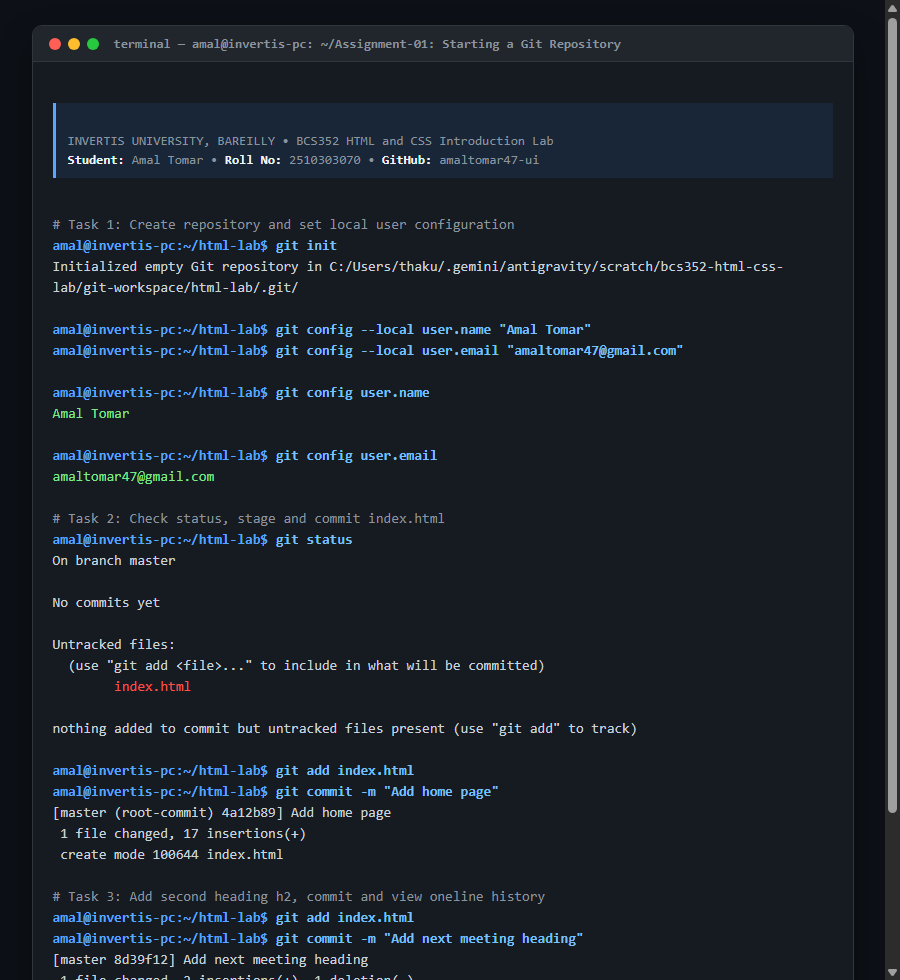 terminal — amal@invertis-pc: ~/Assignment-01: Starting a Git Repository
INVERTIS UNIVERSITY, BAREILLY • BCS352 HTML and CSS Introduction Lab
Student: Amal Tomar • Roll No: 2510303070 • GitHub: amaltomar47-ui
# Task 1: Create repository and set local user configuration
amal@invertis-pc:~/html-lab$ git init
Initialized empty Git repository in C:/Users/thaku/.gemini/antigravity/scratch/bcs352-html-css-
lab/git-workspace/html-lab/.git/
amal@invertis-pc:~/html-lab$ git config --local user.name "Amal Tomar"
amal@invertis-pc:~/html-lab$ git config --local user.email "amaltomar47@gmail.com"
amal@invertis-pc:~/html-lab$ git config user.name
Amal Tomar
amal@invertis-pc:~/html-lab$ git config user.email
amaltomar47@gmail.com
# Task 2: Check status, stage and commit index.html
amal@invertis-pc:~/html-lab$ git status
On branch master
No commits yet
Untracked files:
  (use "git add <file>..." to include in what will be committed)
        index.html
nothing added to commit but untracked files present (use "git add" to track)
amal@invertis-pc:~/html-lab$ git add index.html
amal@invertis-pc:~/html-lab$ git commit -m "Add home page"
[master (root-commit) 4a12b89] Add home page
 1 file changed, 17 insertions(+)
 create mode 100644 index.html
# Task 3: Add second heading h2, commit and view oneline history
amal@invertis-pc:~/html-lab$ git add index.html
amal@invertis-pc:~/html-lab$ git commit -m "Add next meeting heading"
[master 8d39f12] Add next meeting heading
 1 file changed, 2 insertions(+), 1 deletion(-)